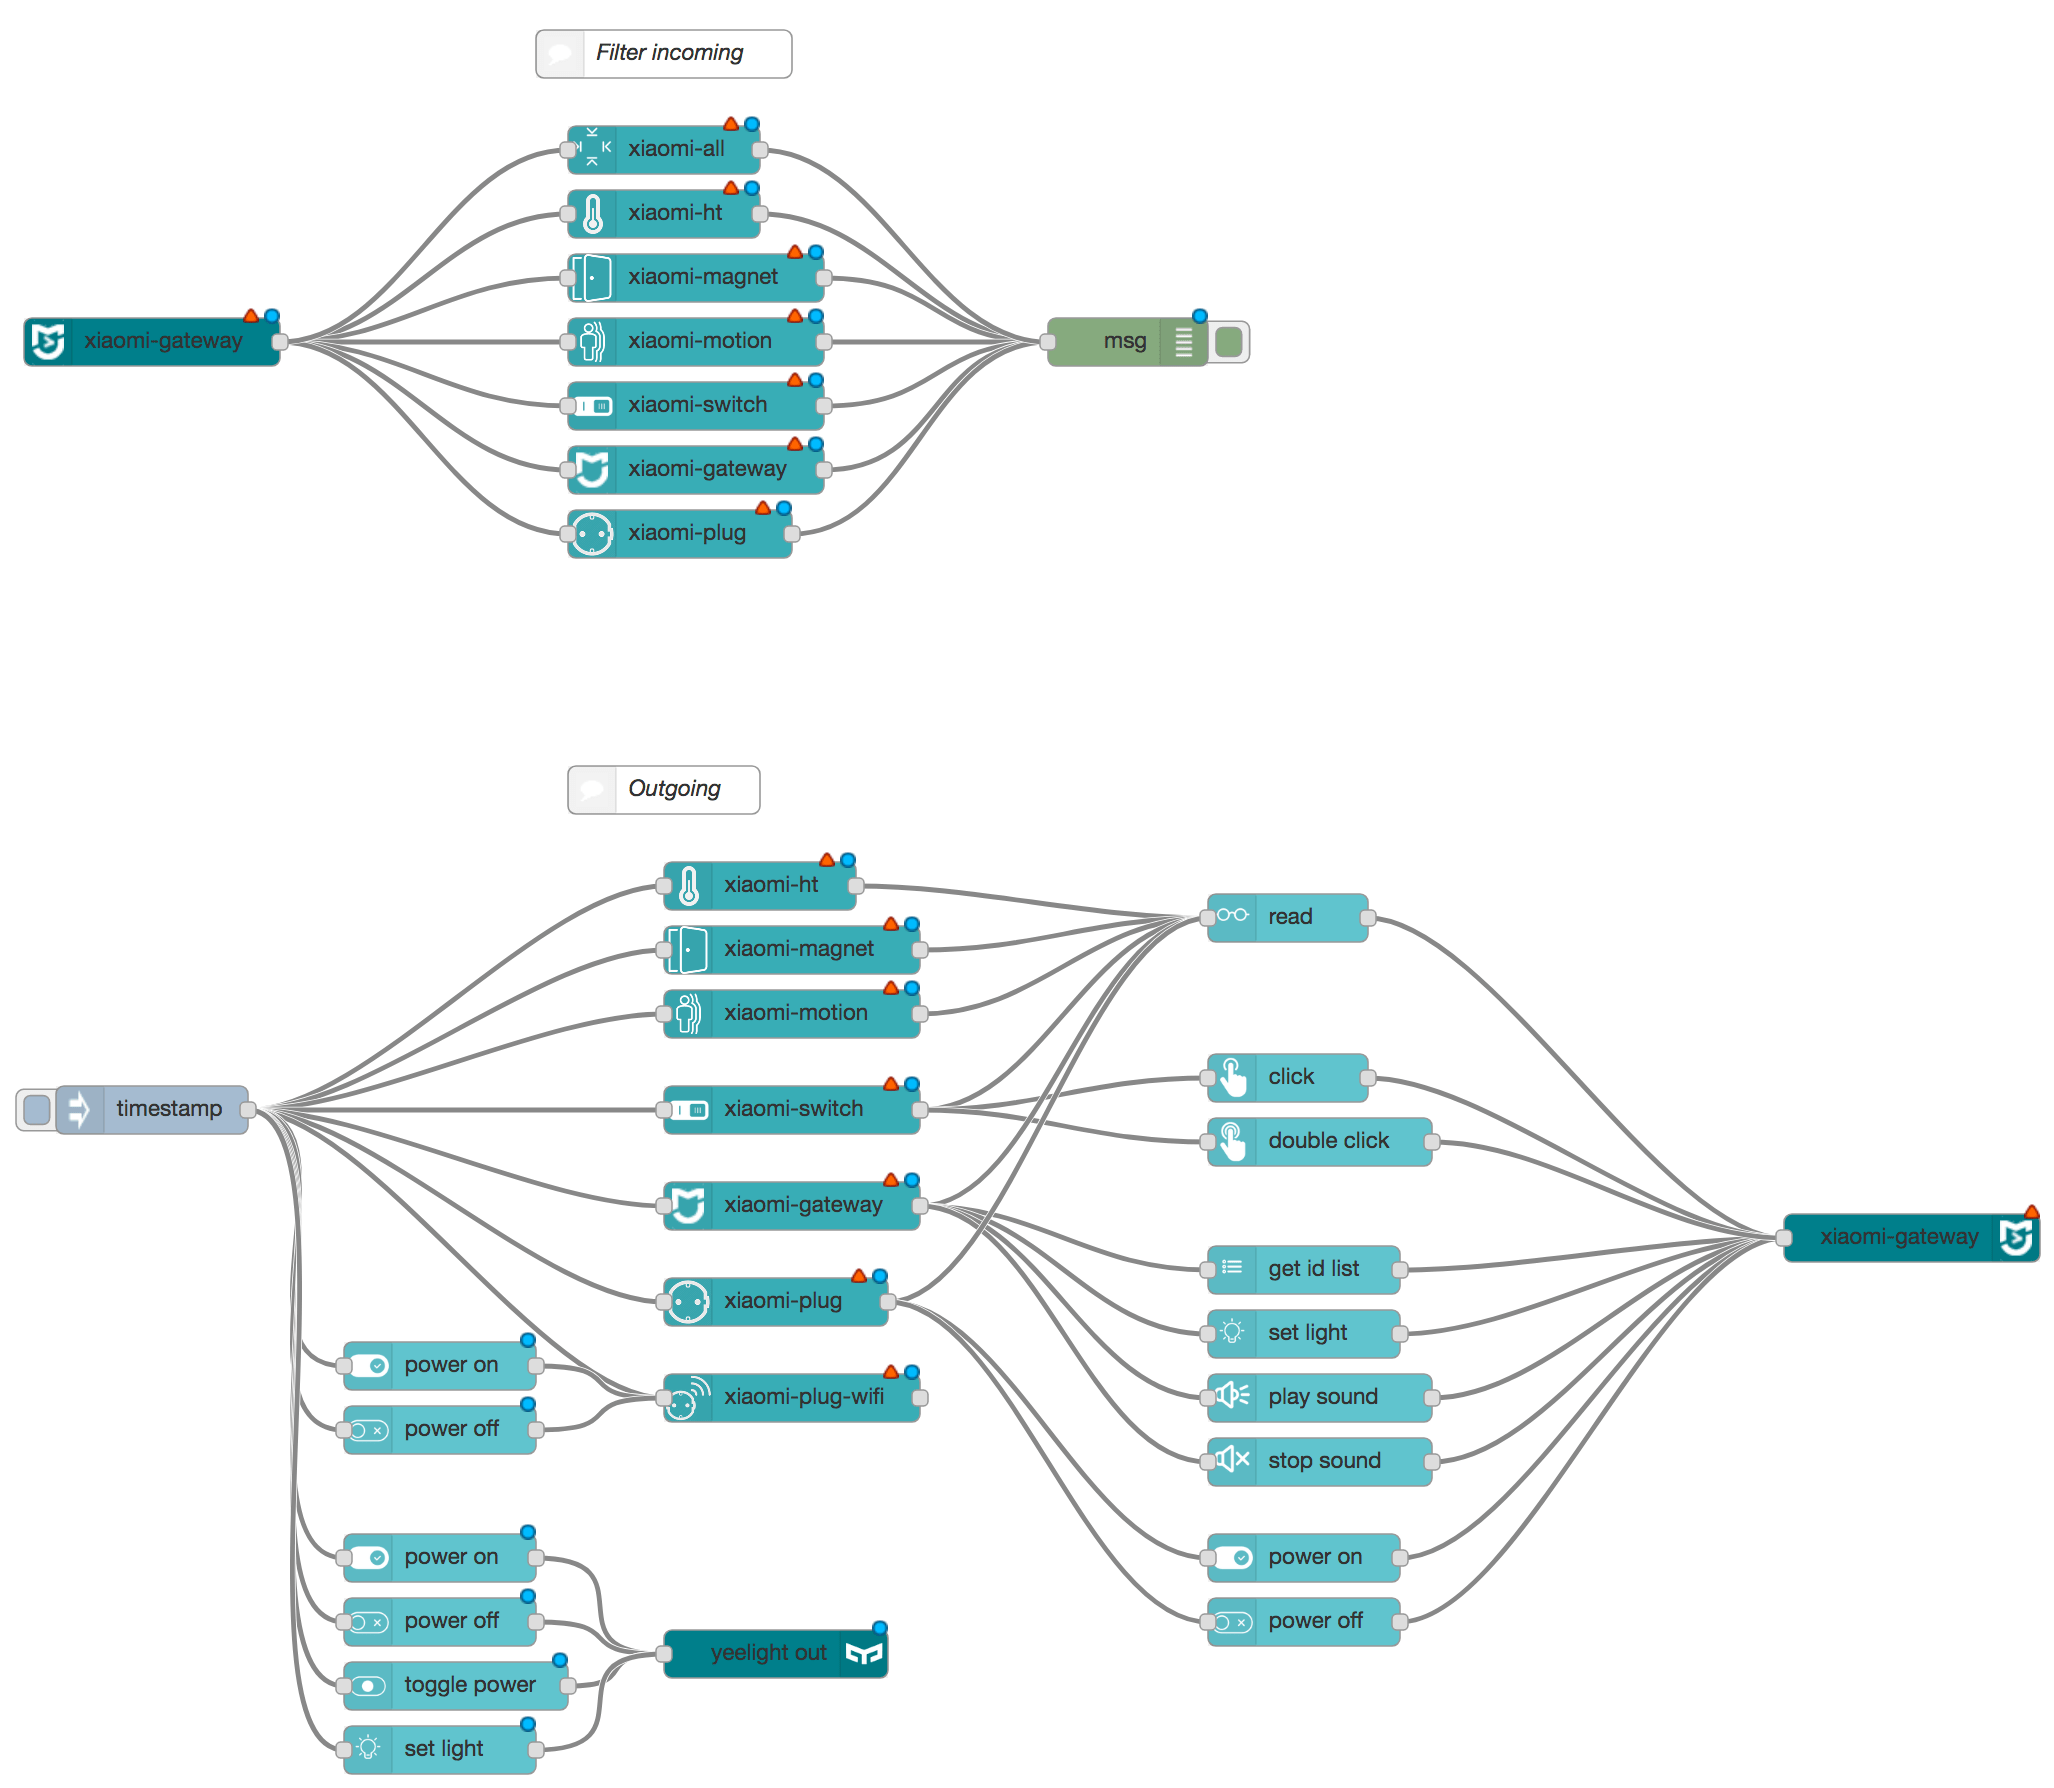 Filter incoming
xiaomi-all
xiaomi-ht
xiaomi-magnet
xiaomi-gateway
xiaomi-motion
msg
xiaomi-switch
xiaomi-gateway
xiaomi-plug
Outgoing
xiaomi-ht
read
xiaomi-magnet
xiaomi-motion
click
timestamp
xiaomi-switch
double click
xiaomi-gateway
xiaomi-gateway
get id list
xiaomi-plug
set light
power on
xiaomi-plug-wifi
play sound
power off
stop sound
power on
power on
power off
power off
yeelight out
toggle power
set light